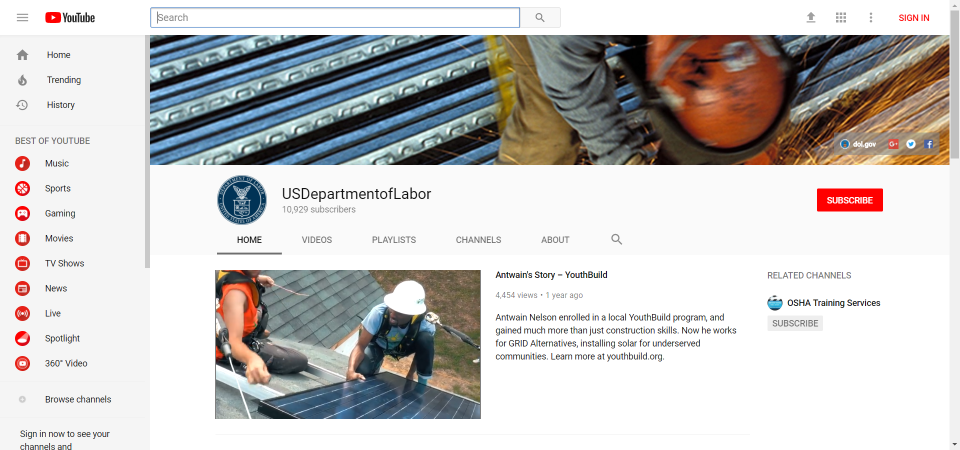 YouTube
Search
SIGN IN
Home
Trending
History
BEST OF YOUTUBE
Music
Sports
Gaming
Movies
TV Shows
News
Live
Spotlight
360° Video
Browse channels
Sign in now to see your
channels and
dol.gov
USDepartmentofLabor
10,929 subscribers
SUBSCRIBE
HOME
VIDEOS
PLAYLISTS
CHANNELS
ABOUT
Antwain's Story – YouthBuild
4,454 views • 1 year ago
Antwain Nelson enrolled in a local YouthBuild program, and
gained much more than just construction skills. Now he works
for GRID Alternatives, installing solar for underserved
communities. Learn more at youthbuild.org.
RELATED CHANNELS
OSHA Training Services
SUBSCRIBE